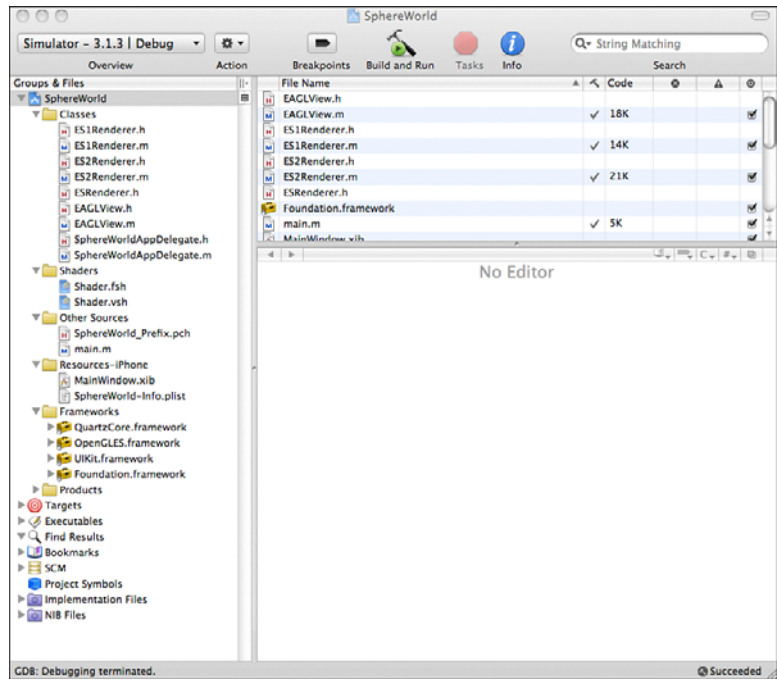 SphereWorld
Simulator - 3.1.3 | Debug
String Matching
Overview Action Breakpoints Build and Run Tasks Info Search
Groups & Files
SphereWorld
Classes
ES1Renderer.h
ES1Renderer.m
ES2Renderer.h
ES2Renderer.m
ESRenderer.h
EAGLView.h
EAGLView.m
SphereWorldAppDelegate.h
SphereWorldAppDelegate.m
Shaders
Shader.fsh
Shader.vsh
Other Sources
SphereWorld_Prefix.pch
main.m
Resources-iPhone
MainWindow.xib
SphereWorld-Info.plist
Frameworks
QuartzCore.framework
OpenGLES.framework
UIKit.framework
Foundation.framework
Products
Targets
Executables
Find Results
Bookmarks
SCM
Project Symbols
Implementation Files
NIB Files
File Name Code
EAGLView.h
EAGLView.m 18K
ES1Renderer.h
ES1Renderer.m 14K
ES2Renderer.h
ES2Renderer.m 21K
ESRenderer.h
Foundation.framework
main.m 5K
MainWindow.xib
C #
No Editor
GDB: Debugging terminated.
Succeeded